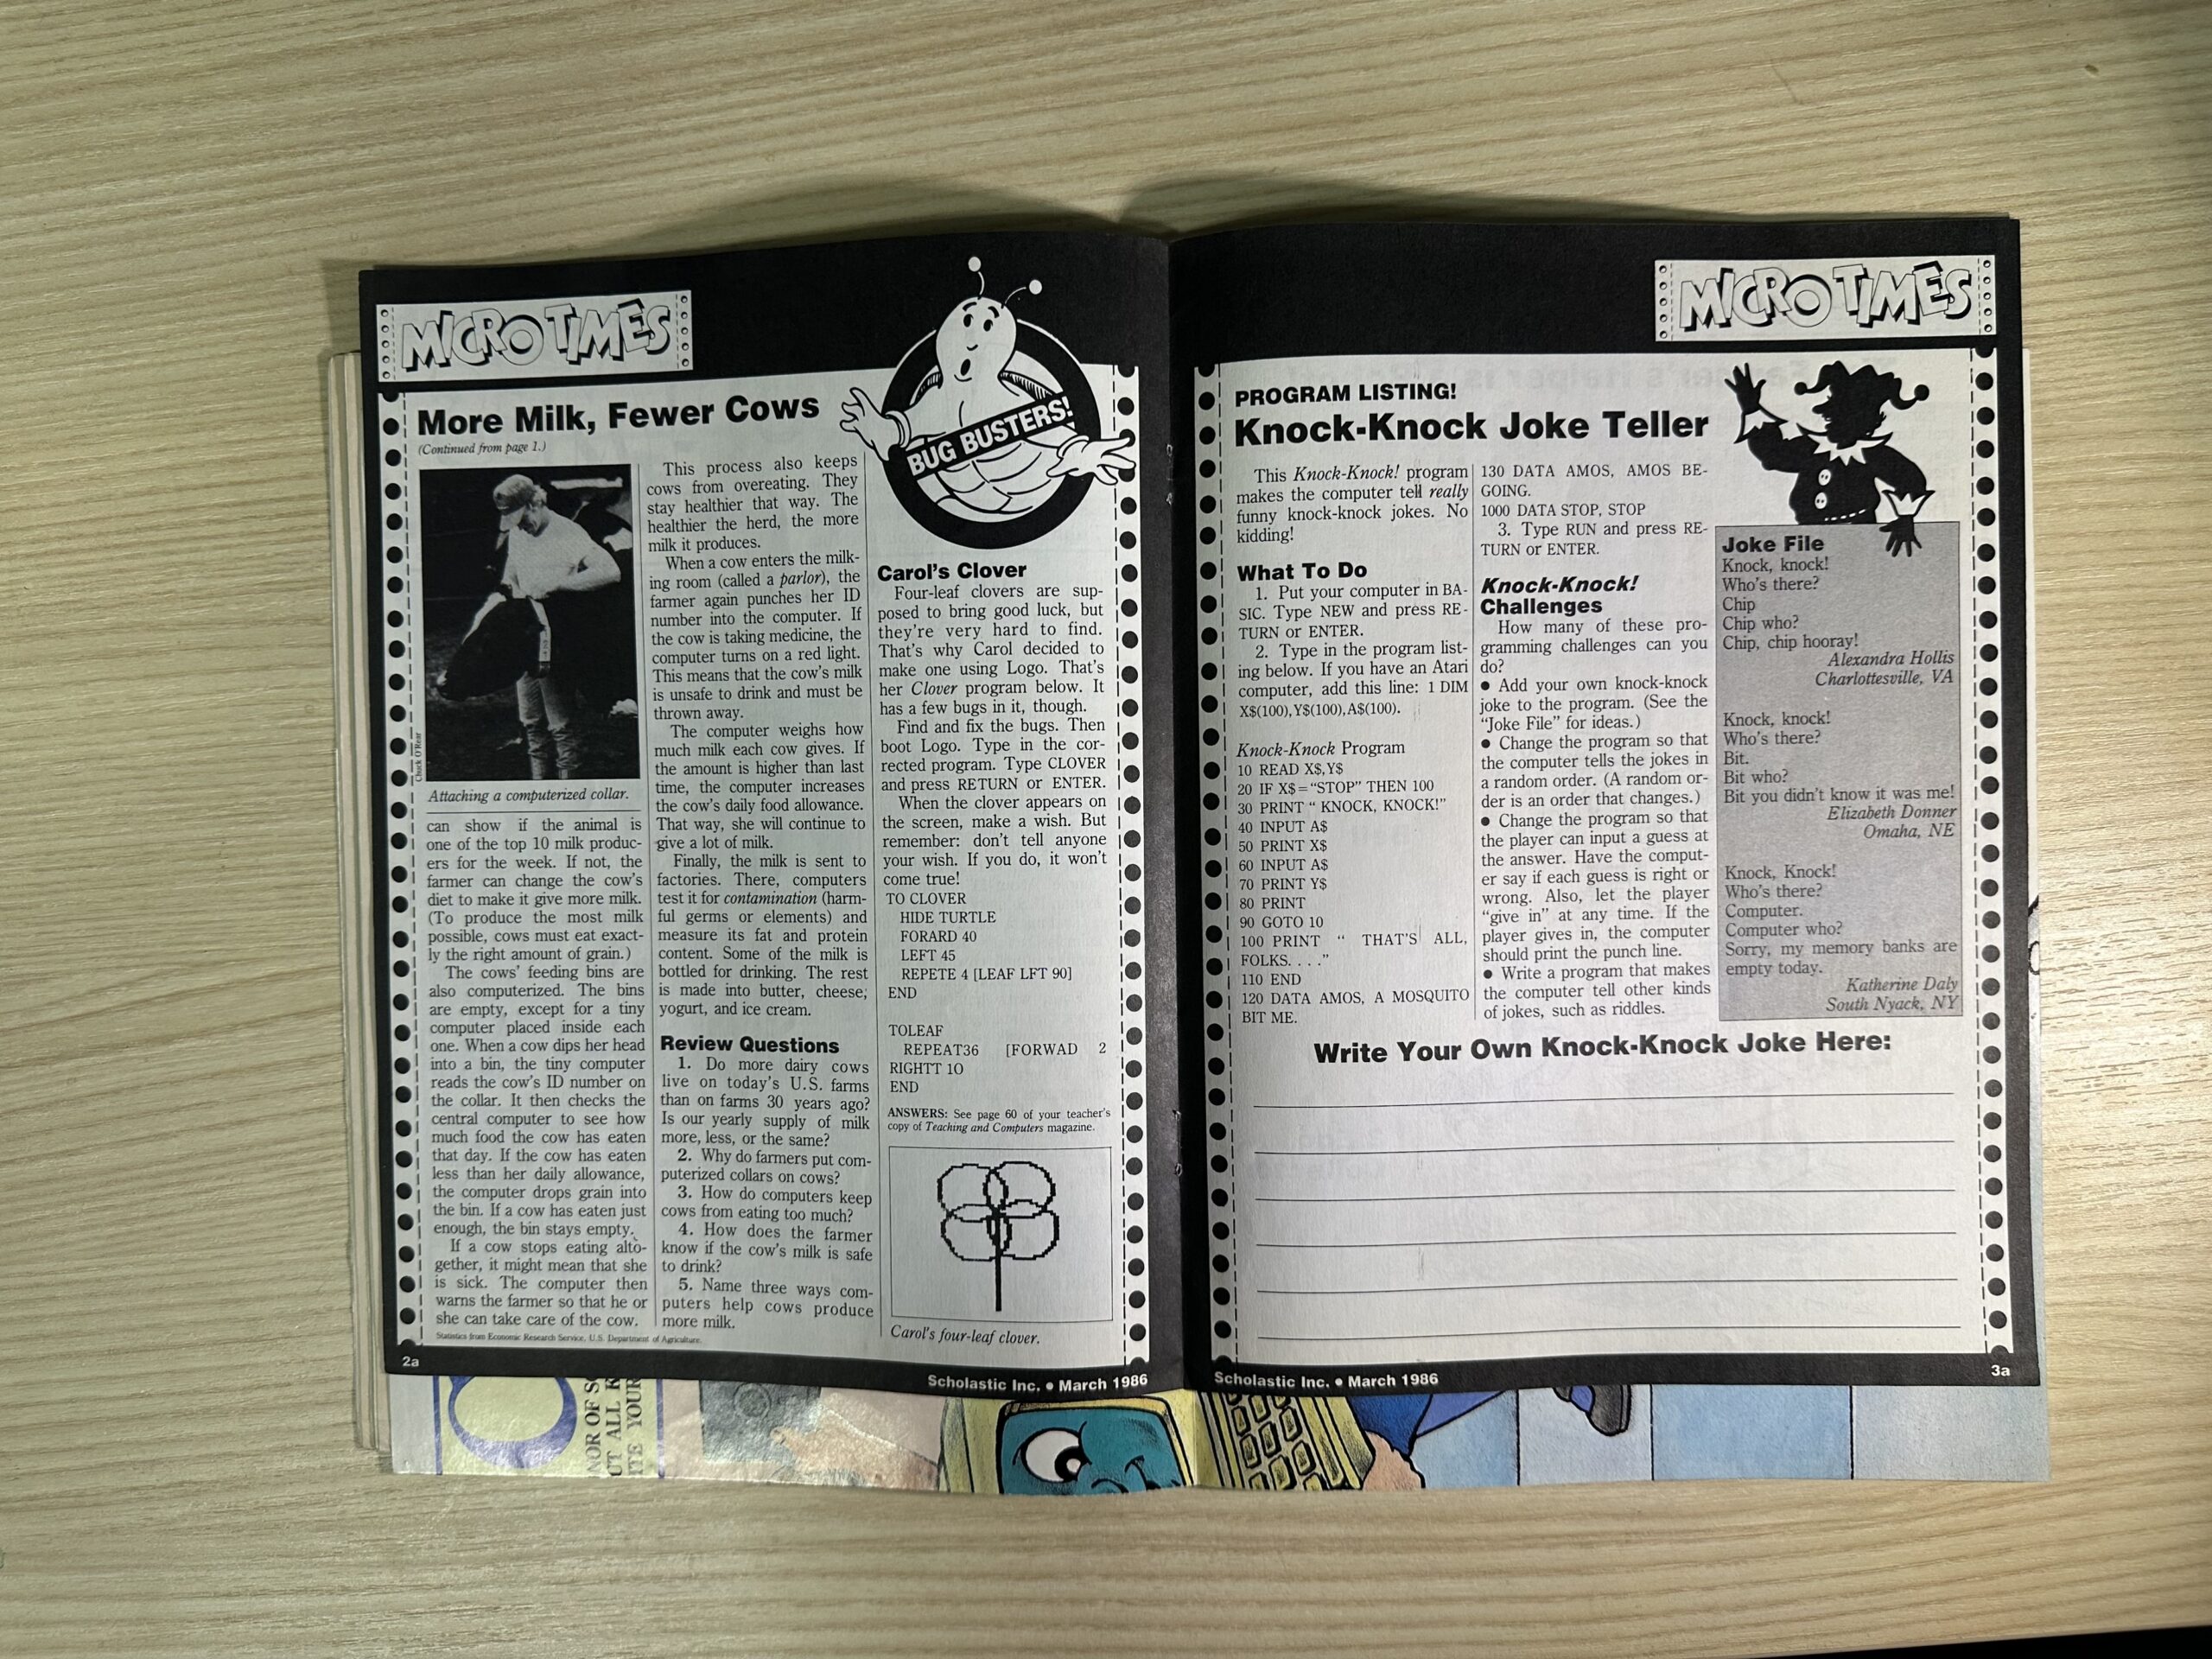 MICRO TIMES
More Milk, Fewer Cows
(Continued from page 1.)
Chuck O'Rear
Attaching a computerized collar.
can show if the animal is
one of the top 10 milk produc-
ers for the week. If not, the
farmer can change the cow's
diet to make it give more milk.
(To produce the most milk
possible, cows must eat exact-
ly the right amount of grain.)
The cows' feeding bins are
also computerized. The bins
are empty, except for a tiny
computer placed inside each
one. When a cow dips her head
into a bin, the tiny computer
reads the cow's ID number on
the collar. It then checks the
central computer to see how
much food the cow has eaten
that day. If the cow has eaten
less than her daily allowance,
the computer drops grain into
the bin. If a cow has eaten just
enough, the bin stays empty.
If a cow stops eating alto-
gether, it might mean that she
is sick. The computer then
warns the farmer so that he or
she can take care of the cow.
Statistics from Economic Research Service, U.S. Department of Agriculture.
This process also keeps
cows from overeating. They
stay healthier that way. The
healthier the herd, the more
milk it produces.
When a cow enters the milk-
ing room (called a parlor), the
farmer again punches her ID
number into the computer. If
the cow is taking medicine, the
computer turns on a red light.
This means that the cow's milk
is unsafe to drink and must be
thrown away.
The computer weighs how
much milk each cow gives. If
the amount is higher than last
time, the computer increases
the cow's daily food allowance.
That way, she will continue to
give a lot of milk.
Finally, the milk is sent to
factories. There, computers
test it for contamination (harm-
ful germs or elements) and
measure its fat and protein
content. Some of the milk is
bottled for drinking. The rest
is made into butter, cheese,
yogurt, and ice cream.
Review Questions
1. Do more dairy cows
live on today's U.S. farms
than on farms 30 years ago?
Is our yearly supply of milk
more, less, or the same?
2. Why do farmers put com-
puterized collars on cows?
3. How do computers keep
cows from eating too much?
4. How does the farmer
know if the cow's milk is safe
to drink?
5. Name three ways com-
puters help cows produce
more milk.
BUG BUSTERS!
Carol's Clover
Four-leaf clovers are sup-
posed to bring good luck, but
they're very hard to find.
That's why Carol decided to
make one using Logo. That's
her Clover program below. It
has a few bugs in it, though.
Find and fix the bugs. Then
boot Logo. Type in the cor-
rected program. Type CLOVER
and press RETURN or ENTER.
When the clover appears on
the screen, make a wish. But
remember: don't tell anyone
your wish. If you do, it won't
come true!
TO CLOVER
HIDE TURTLE
FORARD 40
LEFT 45
REPETE 4 [LEAF LFT 90]
END
TOLEAF
REPEAT36 [FORWAD 2
RIGHTT 1O
END
ANSWERS: See page 60 of your teacher's
copy of Teaching and Computers magazine.
Carol's four-leaf clover.
2a
Scholastic Inc. • March 1986
MICRO TIMES
PROGRAM LISTING!
Knock-Knock Joke Teller
This Knock-Knock! program
makes the computer tell really
funny knock-knock jokes. No
kidding!
What To Do
1. Put your computer in BA-
SIC. Type NEW and press RE-
TURN or ENTER.
2. Type in the program list-
ing below. If you have an Atari
computer, add this line: 1 DIM
X$(100),Y$(100),A$(100).
Knock-Knock Program
10 READ X$,Y$
20 IF X$="STOP" THEN 100
30 PRINT " KNOCK, KNOCK!"
40 INPUT A$
50 PRINT X$
60 INPUT A$
70 PRINT Y$
80 PRINT
90 GOTO 10
100 PRINT " THAT'S ALL,
FOLKS. . . ."
110 END
120 DATA AMOS, A MOSQUITO
BIT ME.
130 DATA AMOS, AMOS BE-
GOING.
1000 DATA STOP, STOP
3. Type RUN and press RE-
TURN or ENTER.
Knock-Knock!
Challenges
How many of these pro-
gramming challenges can you
do?
• Add your own knock-knock
joke to the program. (See the
"Joke File" for ideas.)
• Change the program so that
the computer tells the jokes in
a random order. (A random or-
der is an order that changes.)
• Change the program so that
the player can input a guess at
the answer. Have the comput-
er say if each guess is right or
wrong. Also, let the player
"give in" at any time. If the
player gives in, the computer
should print the punch line.
• Write a program that makes
the computer tell other kinds
of jokes, such as riddles.
Joke File
Knock, knock!
Who's there?
Chip
Chip who?
Chip, chip hooray!
Alexandra Hollis
Charlottesville, VA
Knock, knock!
Who's there?
Bit.
Bit who?
Bit you didn't know it was me!
Elizabeth Donner
Omaha, NE
Knock, Knock!
Who's there?
Computer.
Computer who?
Sorry, my memory banks are
empty today.
Katherine Daly
South Nyack, NY
Write Your Own Knock-Knock Joke Here:
Scholastic Inc. • March 1986
3a